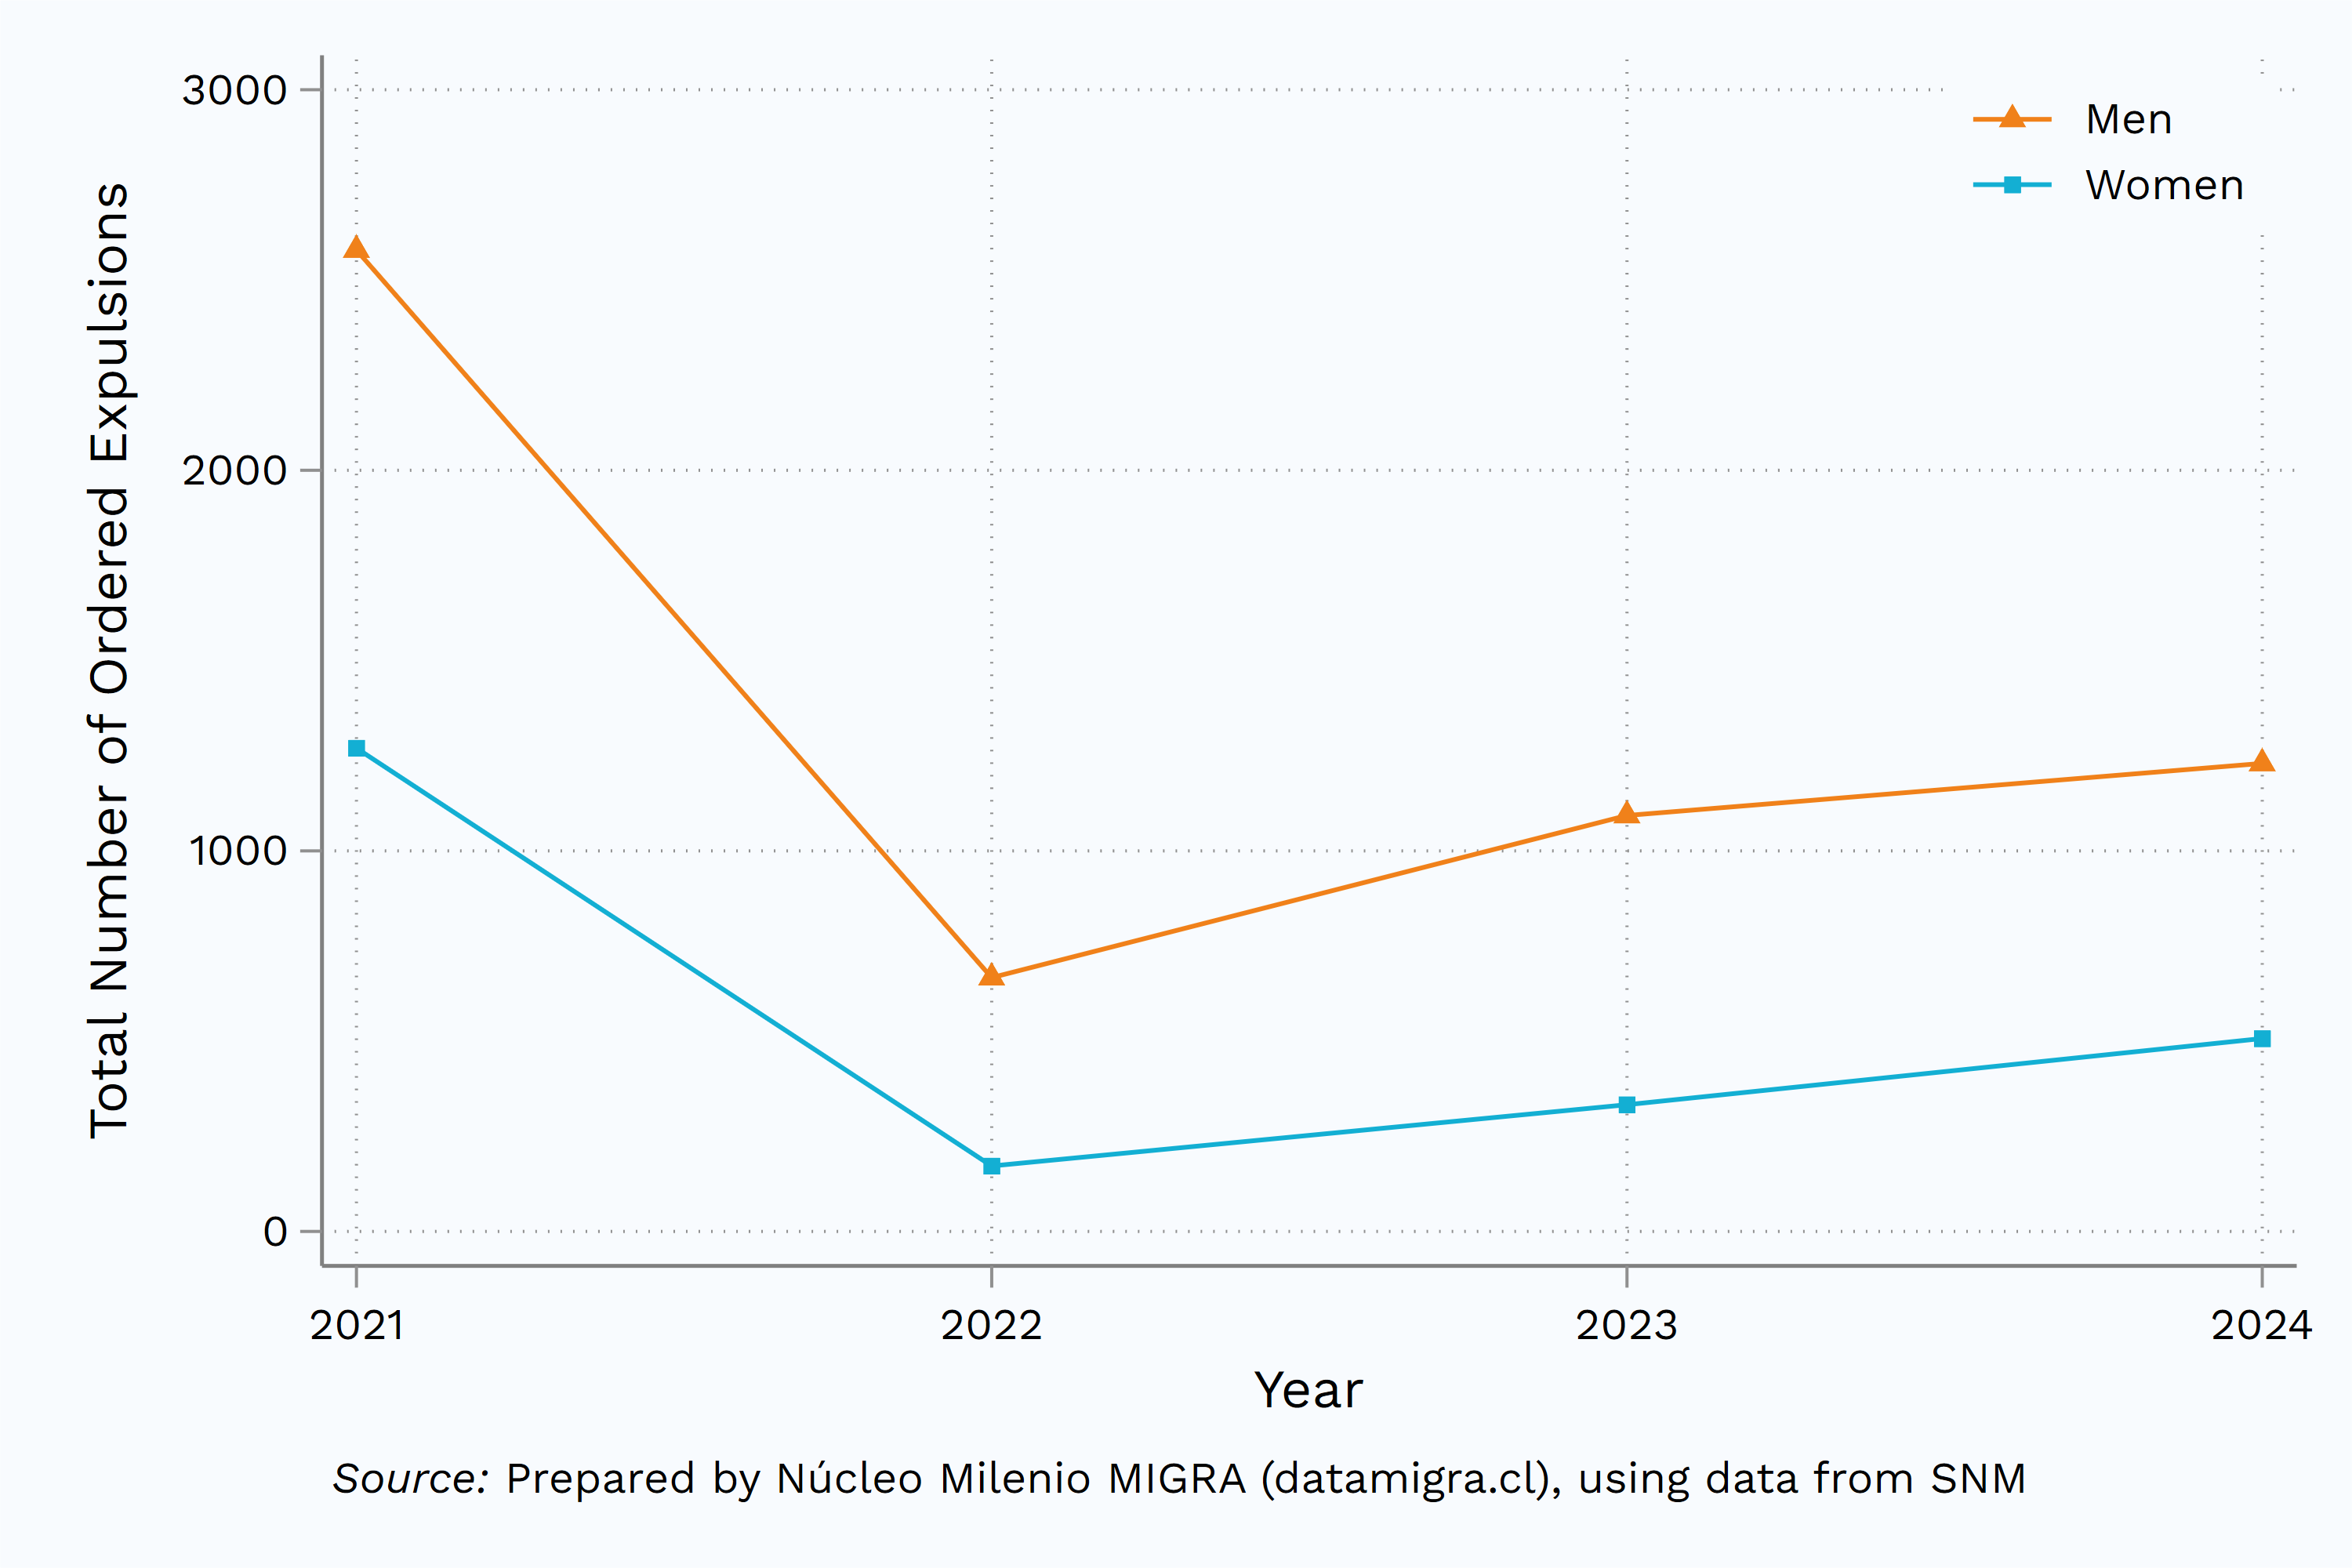 3000
2000
1000
0
Total Number of Ordered Expulsions
Men
Women
2021
2022
2023
2024
Year
Source: Prepared by Núcleo Milenio MIGRA (datamigra.cl), using data from SNM